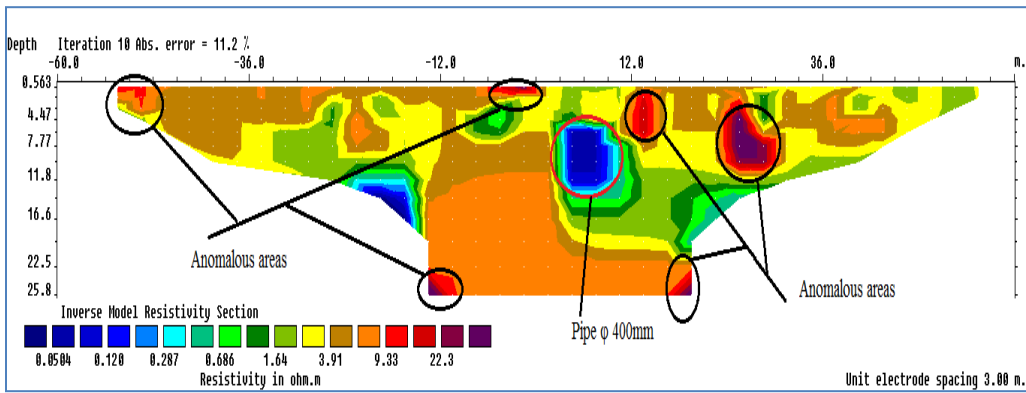 Depth Iteration 10 Abs. error = 11.2 %
-60.0 -36.0 -12.0 12.0 36.0 m.
0.563
4.47
7.77
11.8
16.6
22.5
25.8
Anomalous areas
Anomalous areas
Pipe φ 400mm
Inverse Model Resistivity Section
0.0504 0.120 0.287 0.686 1.64 3.91 9.33 22.3
Resistivity in ohm.m
Unit electrode spacing 3.00 m.